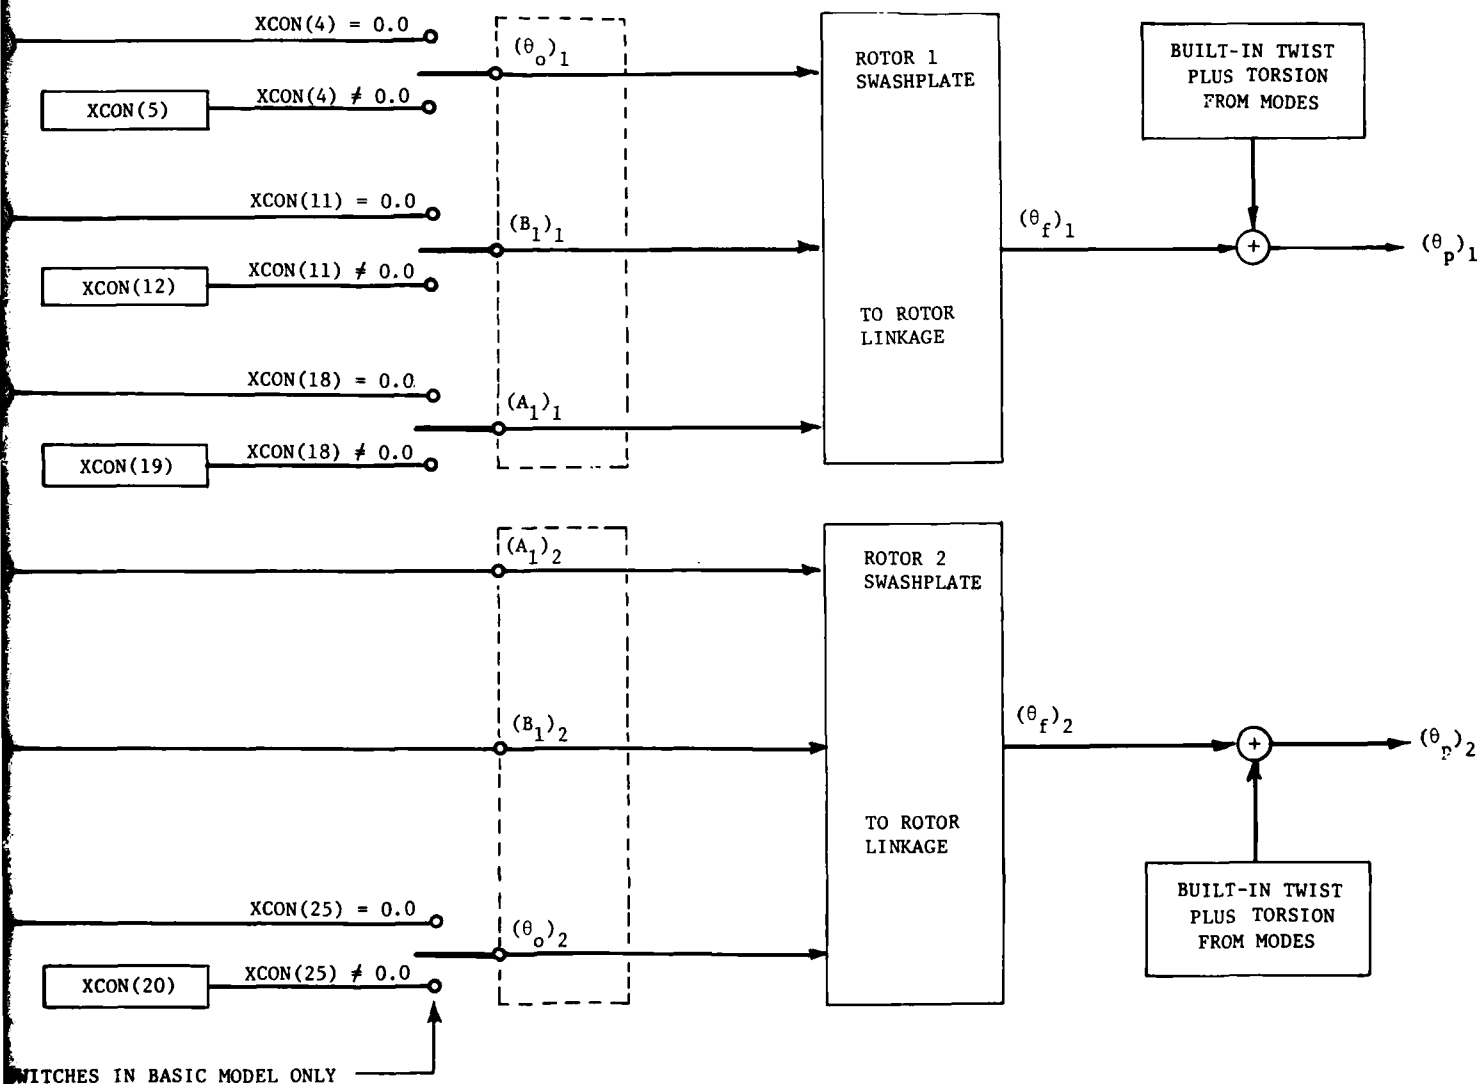 XCON(4) = 0.0
(θo)1
XCON(5)
XCON(4) ≠ 0.0
ROTOR 1
SWASHPLATE
BUILT-IN TWIST
PLUS TORSION
FROM MODES
XCON(11) = 0.0
(B1)1
XCON(12)
XCON(11) ≠ 0.0
(θf)1
+
(θp)1
TO ROTOR
LINKAGE
XCON(18) = 0.0
(A1)1
XCON(19)
XCON(18) ≠ 0.0
(A1)2
ROTOR 2
SWASHPLATE
(B1)2
(θf)2
+
(θp)2
TO ROTOR
LINKAGE
BUILT-IN TWIST
PLUS TORSION
FROM MODES
XCON(25) = 0.0
(θo)2
XCON(20)
XCON(25) ≠ 0.0
WITCHES IN BASIC MODEL ONLY